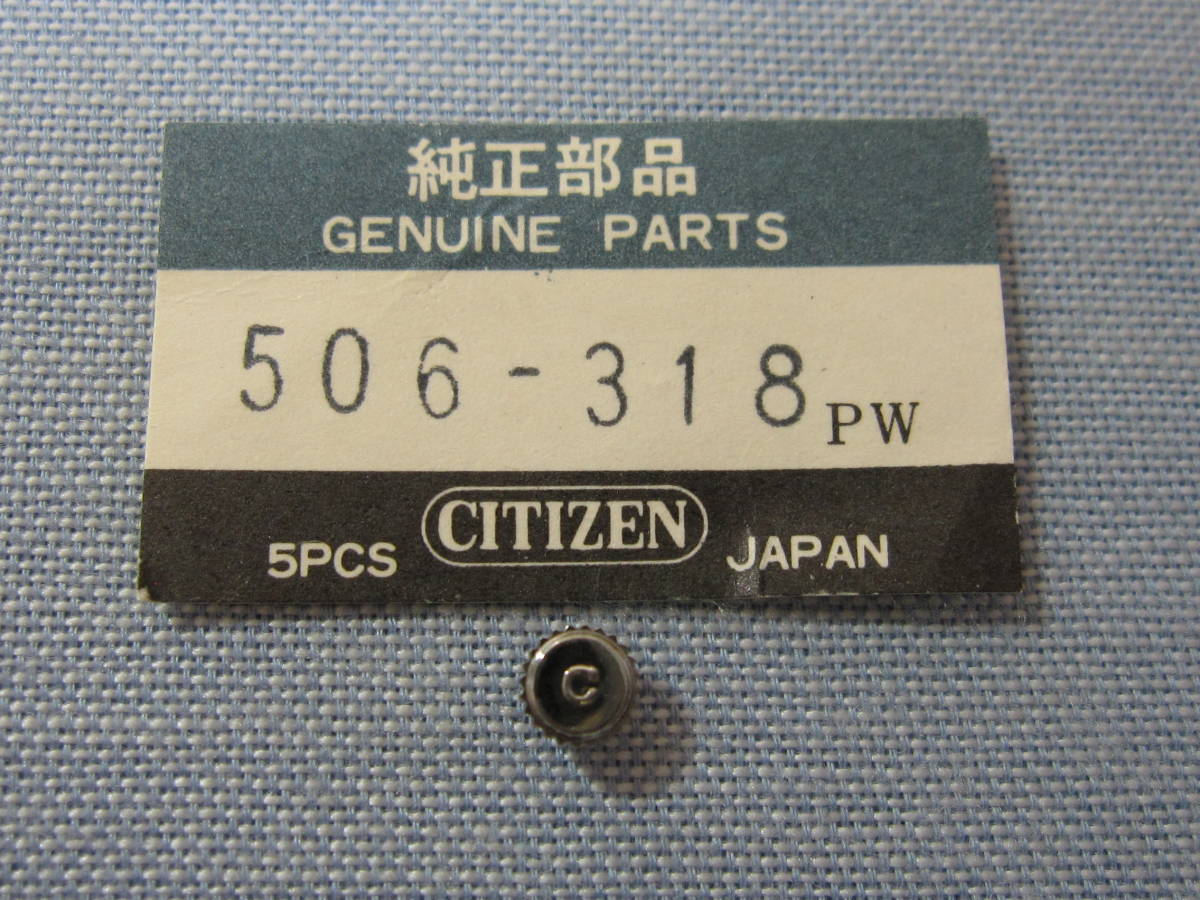 純正部品
GENUINE PARTS
506-318 PW
5PCS CITIZEN JAPAN
C